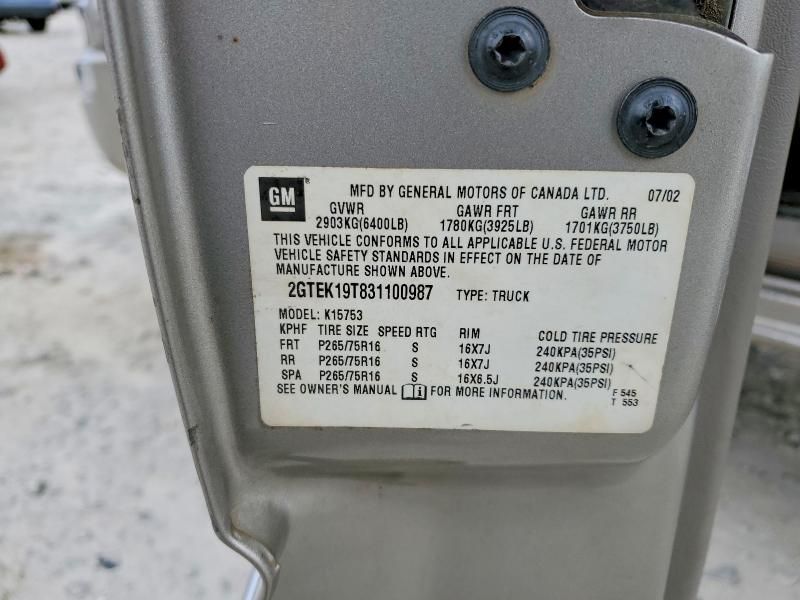 GM ® MFD BY GENERAL MOTORS OF CANADA LTD. 07/02
GVWR GAWR FRT GAWR RR
2903KG(6400LB) 1780KG(3925LB) 1701KG(3750LB)
THIS VEHICLE CONFORMS TO ALL APPLICABLE U.S. FEDERAL MOTOR
VEHICLE SAFETY STANDARDS IN EFFECT ON THE DATE OF
MANUFACTURE SHOWN ABOVE.
2GTEK19T831100987 TYPE: TRUCK
MODEL: K15753
KPHF TIRE SIZE SPEED RTG RIM COLD TIRE PRESSURE
FRT P265/75R16 S 16X7J 240KPA(35PSI)
RR P265/75R16 S 16X7J 240KPA(35PSI)
SPA P265/75R16 S 16X6.5J 240KPA(35PSI)
SEE OWNER'S MANUAL i FOR MORE INFORMATION. F 545
T 553